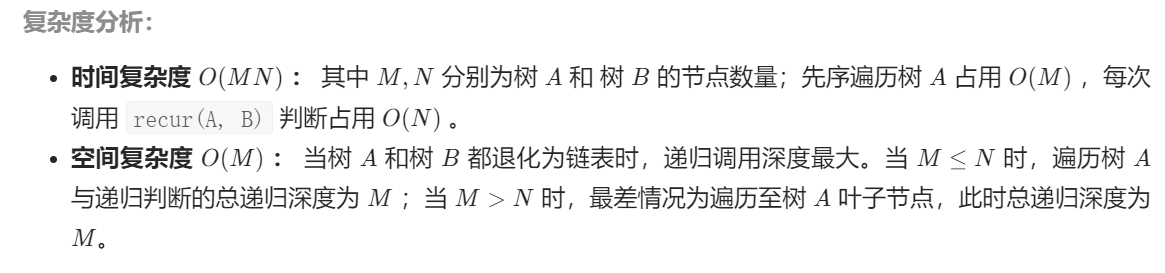 复杂度分析：
• 时间复杂度 O(MN) ： 其中 M, N 分别为树 A 和 树 B 的节点数量；先序遍历树 A 占用 O(M) ，每次
调用 recur(A, B) 判断占用 O(N) 。
• 空间复杂度 O(M) ： 当树 A 和树 B 都退化为链表时，递归调用深度最大。当 M ≤ N 时，遍历树 A
与递归判断的总递归深度为 M ；当 M > N 时，最差情况为遍历至树 A 叶子节点，此时总递归深度为
M。